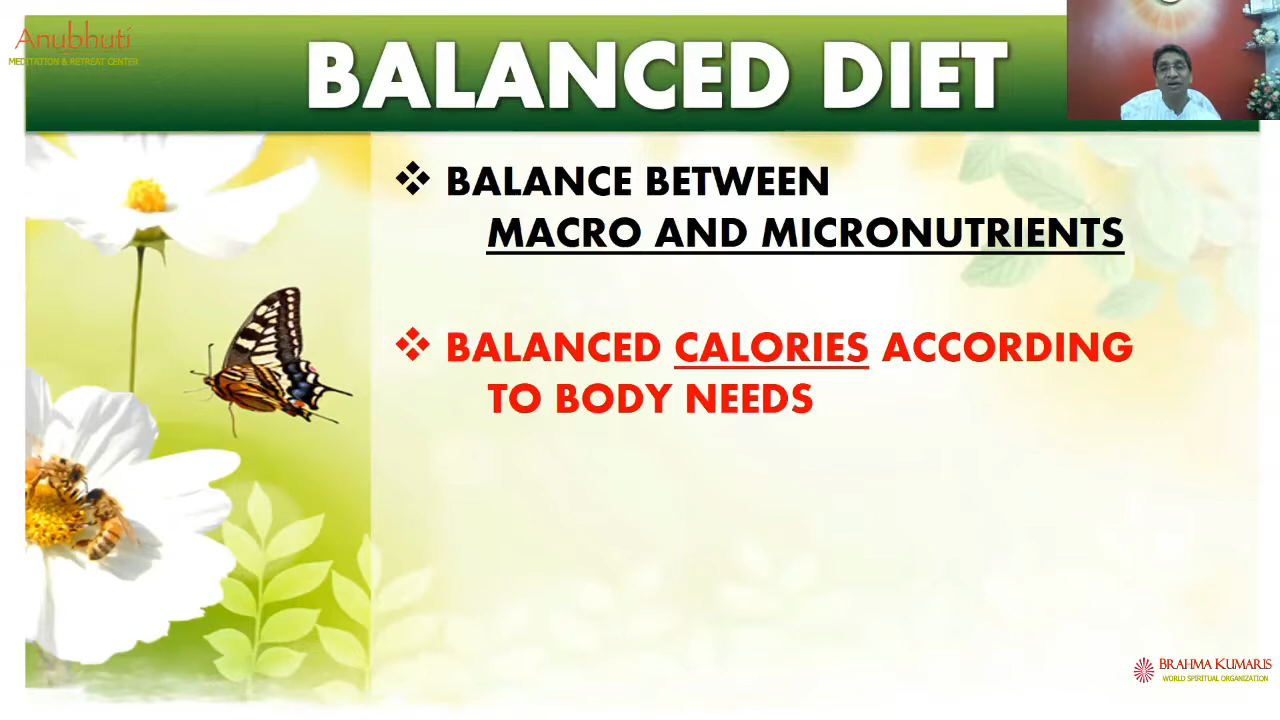 Anubhuti
MEDITATION & RETREAT CENTER
BALANCED DIET
❖ BALANCE BETWEEN
MACRO AND MICRONUTRIENTS
❖ BALANCED CALORIES ACCORDING
TO BODY NEEDS
BRAHMA KUMARIS
WORLD SPIRITUAL ORGANIZATION